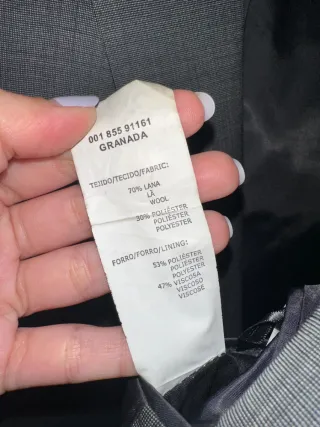 001 855 91161
GRANADA
TEJIDO/TECIDO/FABRIC:
70% LANA
LÃ
WOOL
30% POLIÉSTER
POLIÉSTER
POLYESTER
FORRO/FORRO/LINING:
53% POLIÉSTER
POLIÉSTER
POLYESTER
47% VISCOSA
VISCOSO
VISCOSE